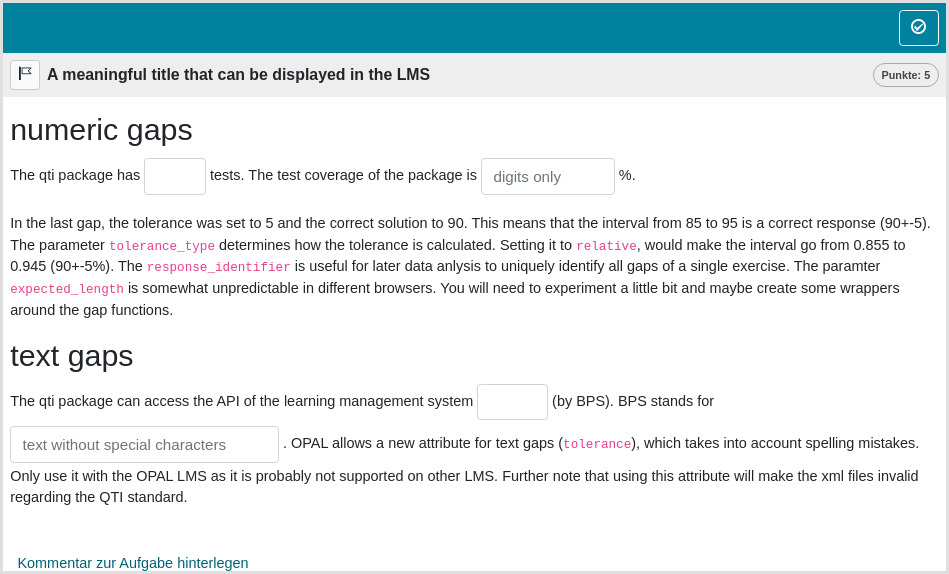 A meaningful title that can be displayed in the LMS
Punkte: 5
numeric gaps
The qti package has tests. The test coverage of the package is digits only %.
In the last gap, the tolerance was set to 5 and the correct solution to 90. This means that the interval from 85 to 95 is a correct response (90+-5).
The parameter tolerance_type determines how the tolerance is calculated. Setting it to relative, would make the interval go from 0.855 to
0.945 (90+-5%). The response_identifier is useful for later data anlysis to uniquely identify all gaps of a single exercise. The paramter
expected_length is somewhat unpredictable in different browsers. You will need to experiment a little bit and maybe create some wrappers
around the gap functions.
text gaps
The qti package can access the API of the learning management system (by BPS). BPS stands for
text without special characters . OPAL allows a new attribute for text gaps (tolerance), which takes into account spelling mistakes.
Only use it with the OPAL LMS as it is probably not supported on other LMS. Further note that using this attribute will make the xml files invalid
regarding the QTI standard.
Kommentar zur Aufgabe hinterlegen